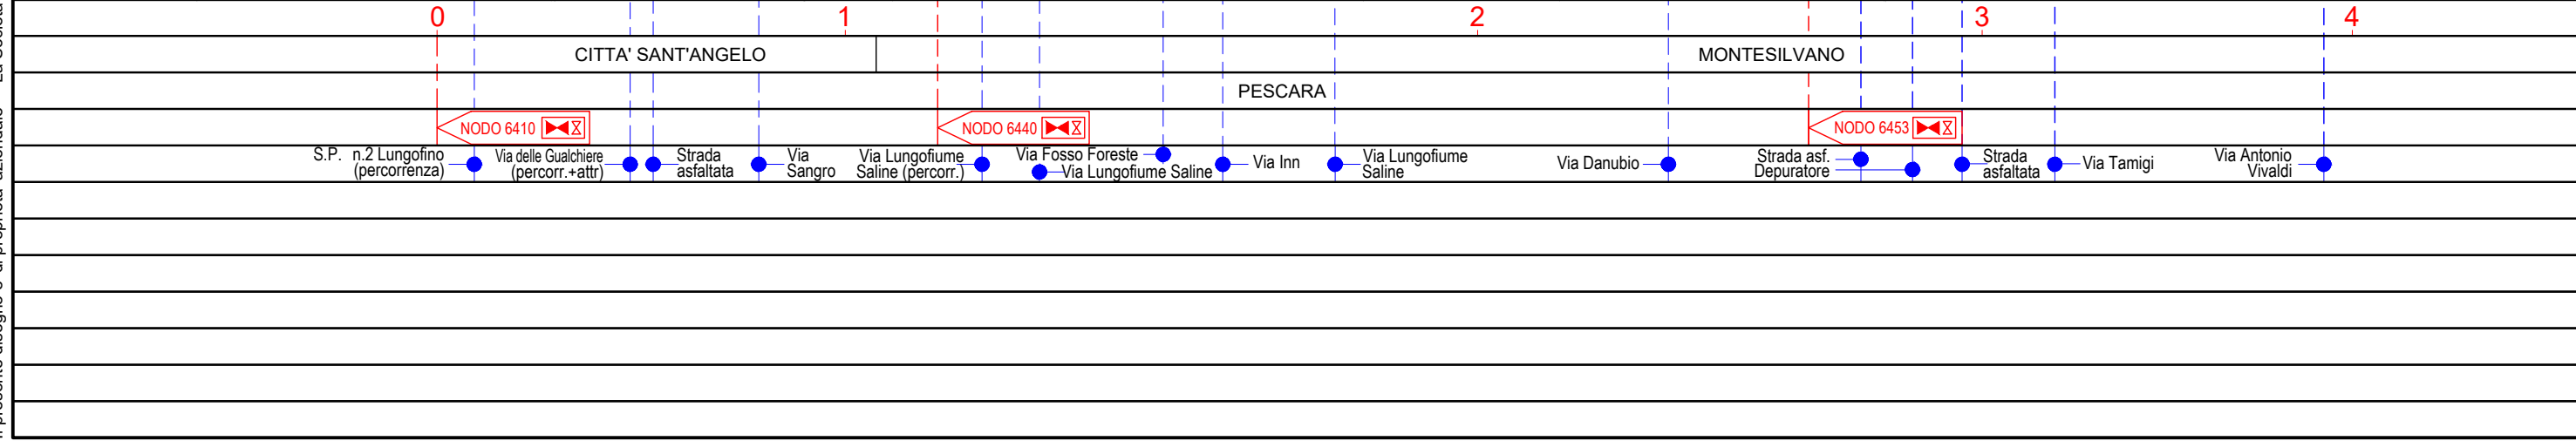 0 1 2 3 4
CITTA' SANT'ANGELO MONTESILVANO
PESCARA
NODO 6410 NODO 6440 NODO 6453
S.P. n.2 Lungofino
(percorrenza)
Via delle Gualchiere
(percorr.+attr)
Strada
asfaltata
Via
Sangro
Via Lungofiume
Saline (percorr.)
Via Fosso Foreste
Via Lungofiume Saline
Via Inn
Via Lungofiume
Saline
Via Danubio
Strada asf.
Depuratore
Strada
asfaltata
Via Tamigi
Via Antonio
Vivaldi